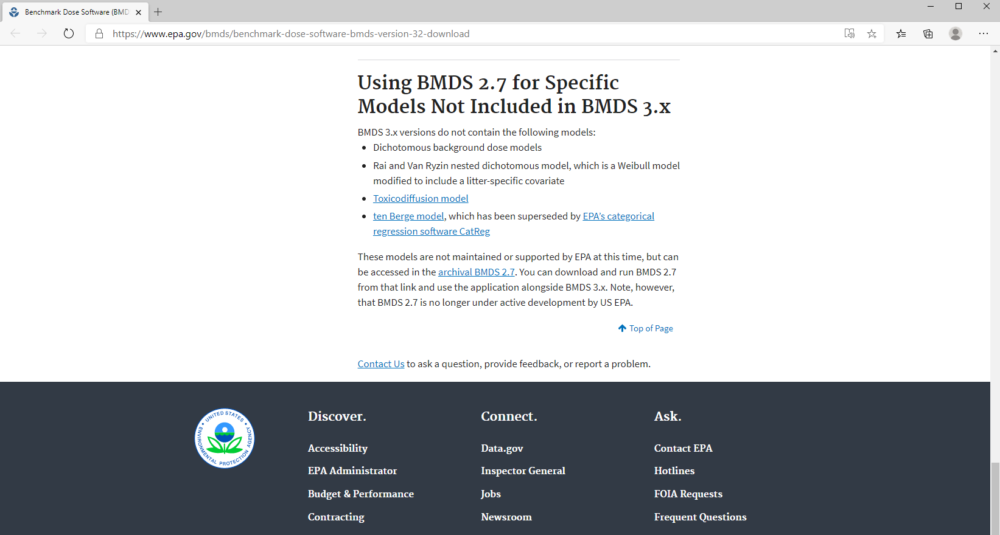 Benchmark Dose Software (BMD
https://www.epa.gov/bmds/benchmark-dose-software-bmds-version-32-download
Using BMDS 2.7 for Specific
Models Not Included in BMDS 3.x
BMDS 3.x versions do not contain the following models:
• Dichotomous background dose models
• Rai and Van Ryzin nested dichotomous model, which is a Weibull model
modified to include a litter-specific covariate
• Toxicodiffusion model
• ten Berge model, which has been superseded by EPA’s categorical
regression software CatReg
These models are not maintained or supported by EPA at this time, but can
be accessed in the archival BMDS 2.7. You can download and run BMDS 2.7
from that link and use the application alongside BMDS 3.x. Note, however,
that BMDS 2.7 is no longer under active development by US EPA.
Top of Page
Contact Us to ask a question, provide feedback, or report a problem.
UNITED STATES
ENVIRONMENTAL PROTECTION AGENCY
Discover.
Accessibility
EPA Administrator
Budget & Performance
Contracting
Connect.
Data.gov
Inspector General
Jobs
Newsroom
Ask.
Contact EPA
Hotlines
FOIA Requests
Frequent Questions